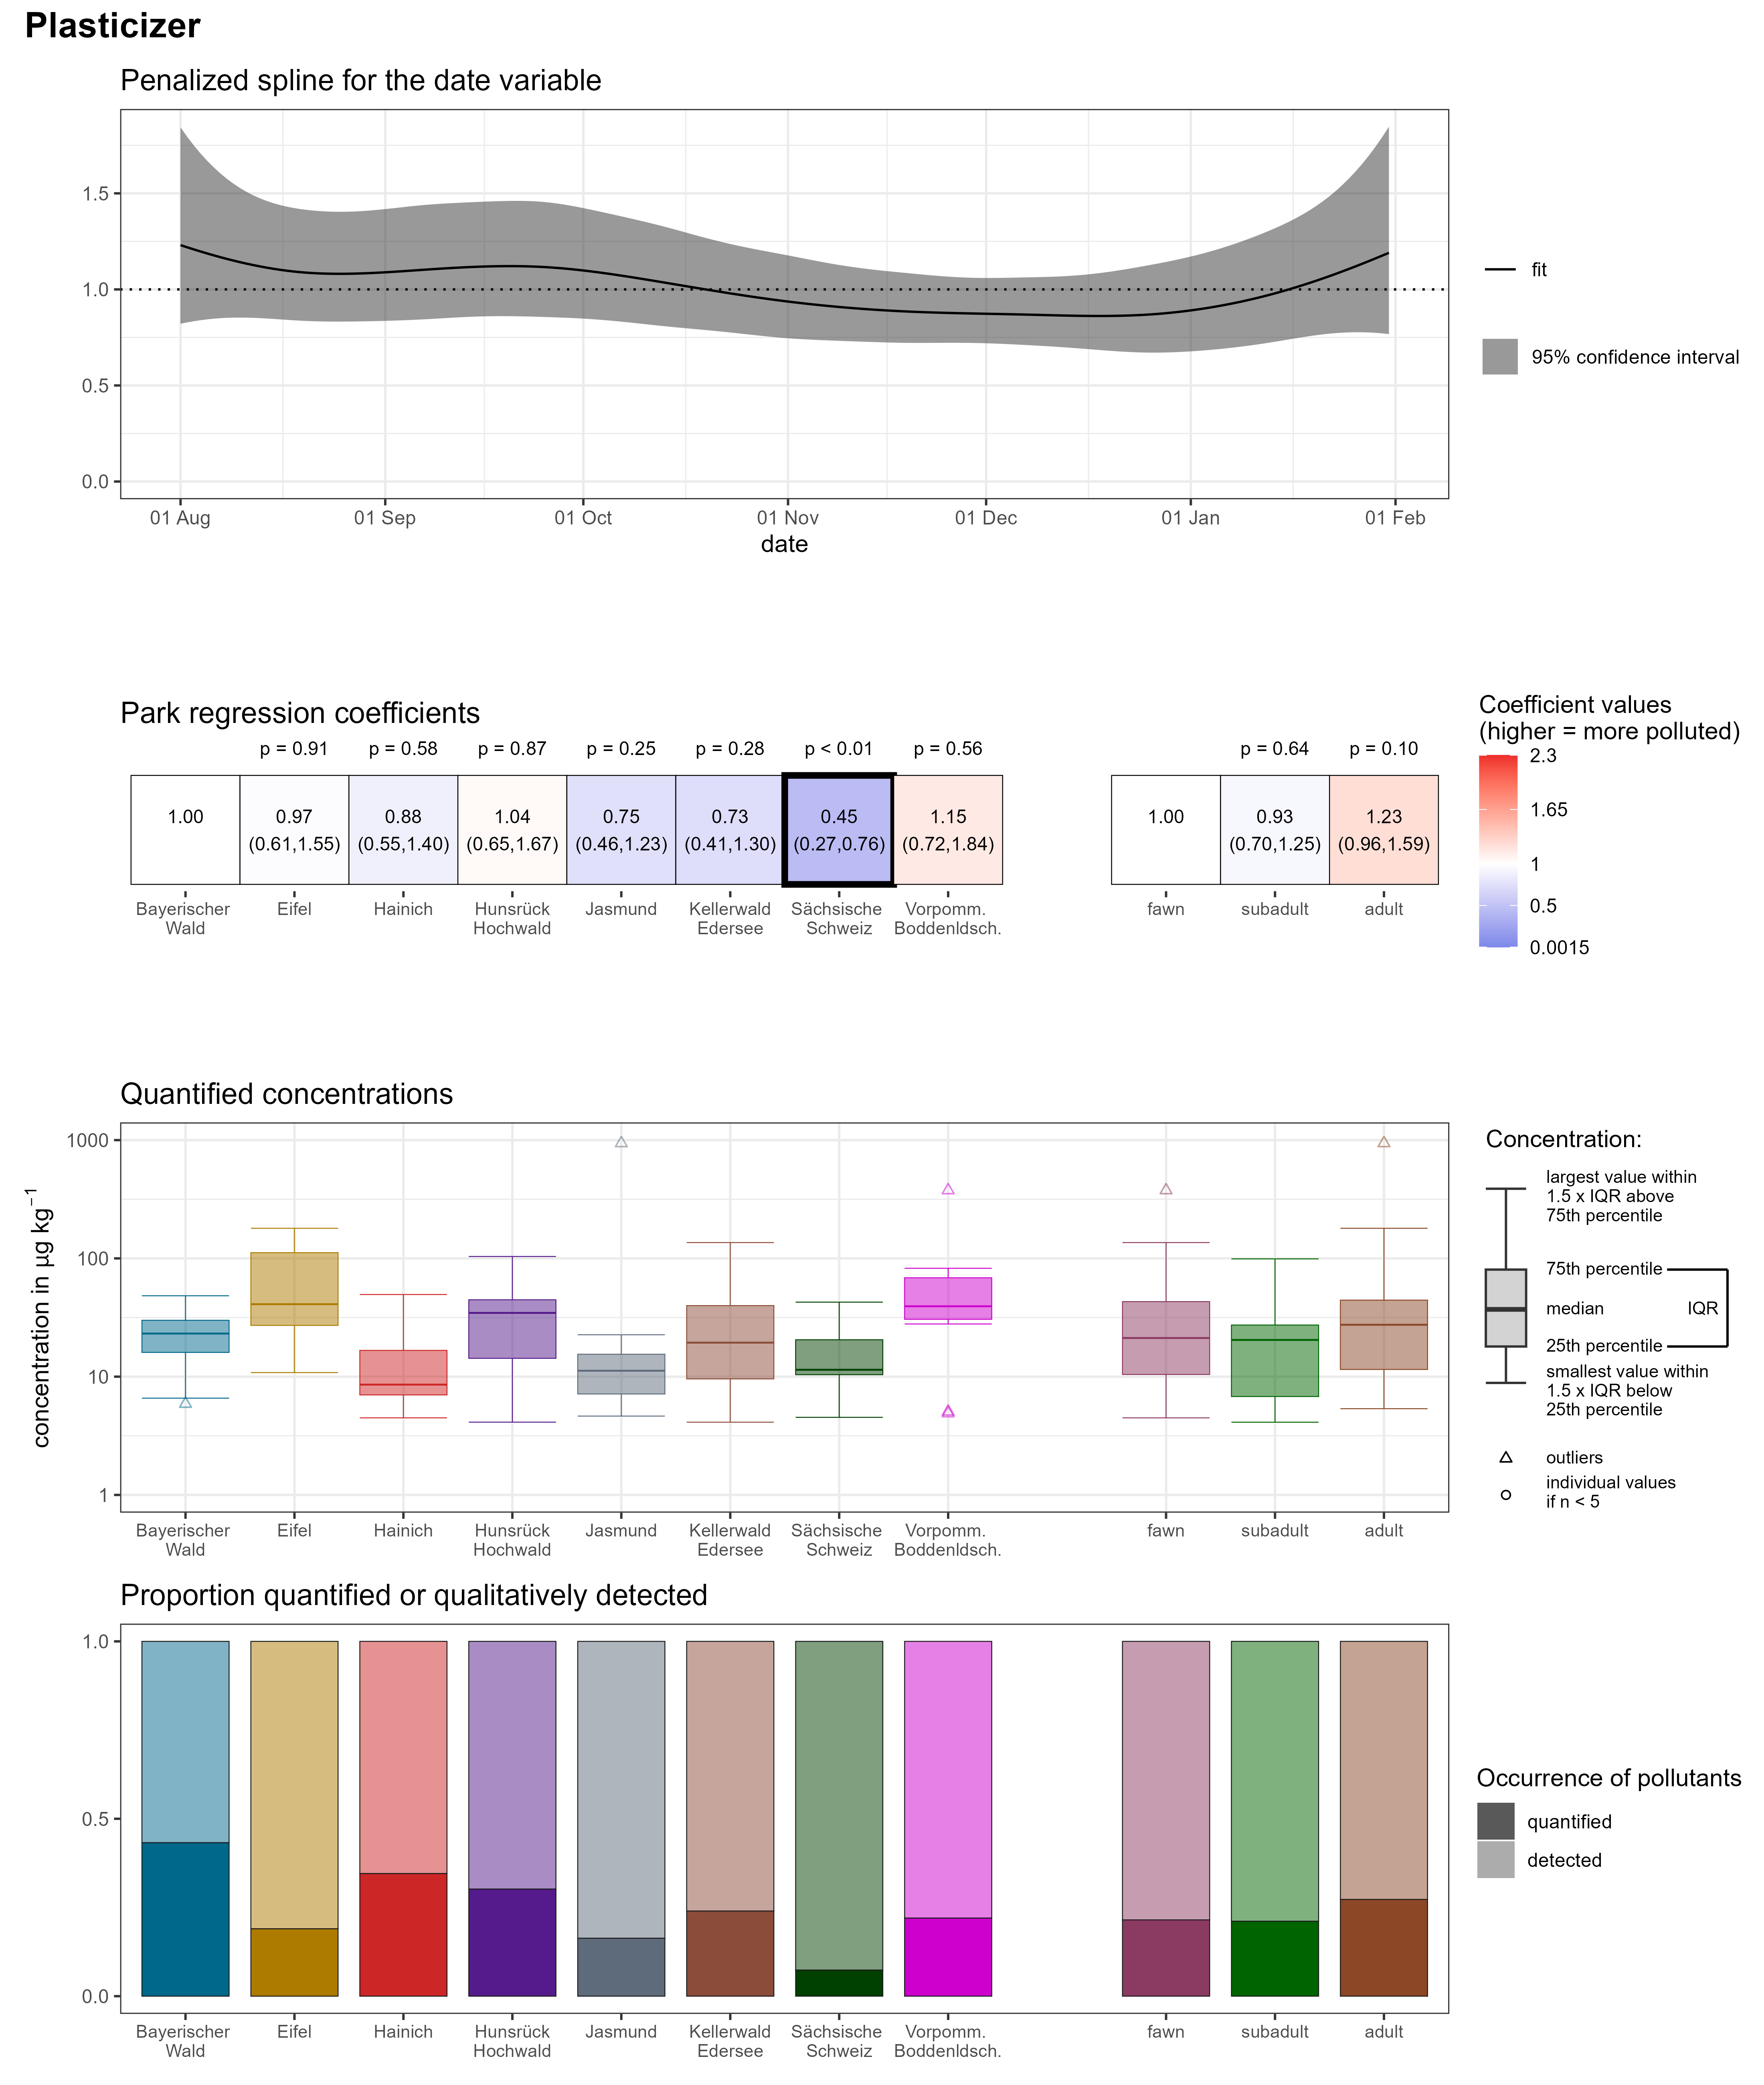 Plasticizer
Penalized spline for the date variable
1.5
1.0
0.5
0.0
01 Aug
01 Sep
01 Oct
01 Nov
01 Dec
01 Jan
01 Feb
date
fit
95% confidence interval
Park regression coefficients
p = 0.91
p = 0.58
p = 0.87
p = 0.25
p = 0.28
p < 0.01
p = 0.56
p = 0.64
p = 0.10
1.00
0.97
(0.61,1.55)
0.88
(0.55,1.40)
1.04
(0.65,1.67)
0.75
(0.46,1.23)
0.73
(0.41,1.30)
0.45
(0.27,0.76)
1.15
(0.72,1.84)
1.00
0.93
(0.70,1.25)
1.23
(0.96,1.59)
Bayerischer
Wald
Eifel
Hainich
Hunsrück
Hochwald
Jasmund
Kellerwald
Edersee
Sächsische
Schweiz
Vorpomm.
Boddenldsch.
fawn
subadult
adult
Coefficient values
(higher = more polluted)
2.3
1.65
1
0.5
0.0015
Quantified concentrations
concentration in µg kg⁻¹
1000
100
10
1
Bayerischer
Wald
Eifel
Hainich
Hunsrück
Hochwald
Jasmund
Kellerwald
Edersee
Sächsische
Schweiz
Vorpomm.
Boddenldsch.
fawn
subadult
adult
Concentration:
largest value within
1.5 x IQR above
75th percentile
75th percentile
median
IQR
25th percentile
smallest value within
1.5 x IQR below
25th percentile
outliers
individual values
if n < 5
Proportion quantified or qualitatively detected
1.0
0.5
0.0
Bayerischer
Wald
Eifel
Hainich
Hunsrück
Hochwald
Jasmund
Kellerwald
Edersee
Sächsische
Schweiz
Vorpomm.
Boddenldsch.
fawn
subadult
adult
Occurrence of pollutants
quantified
detected